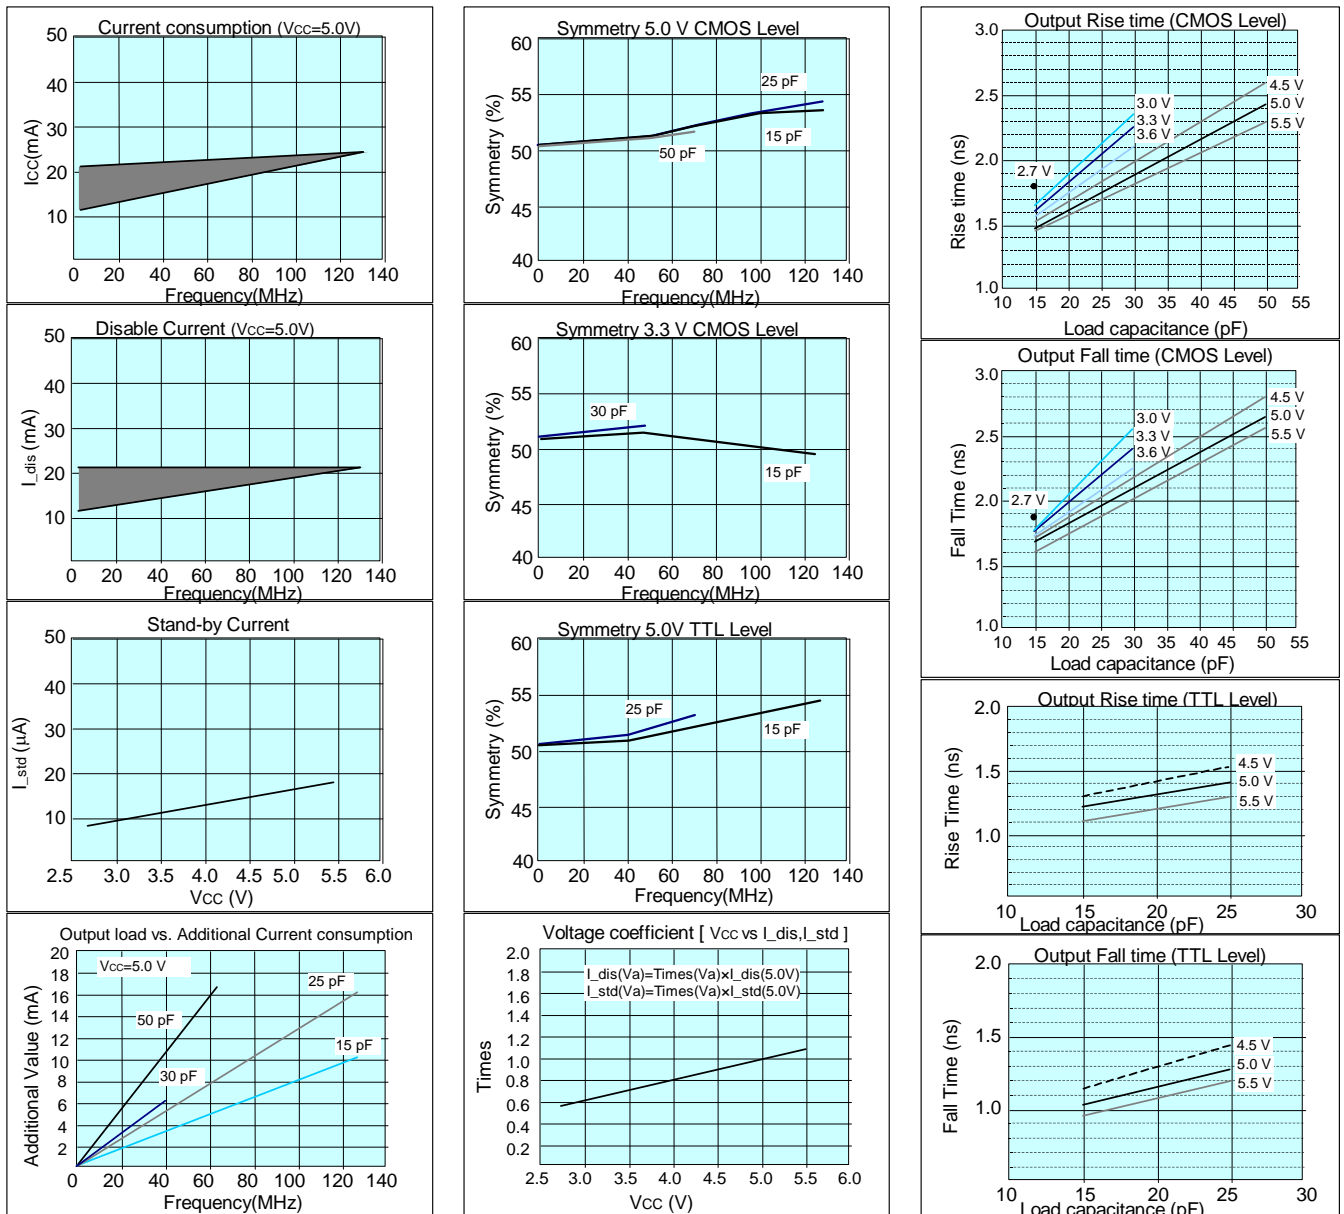 Current consumption (VCC=5.0V)
50
40
30
20
10
ICC(mA)
0 20 40 60 80 100 120 140
Frequency(MHz)
Disable Current (VCC=5.0V)
50
40
30
20
10
I_dis (mA)
0 20 40 60 80 100 120 140
Frequency(MHz)
Stand-by Current
50
40
30
20
10
I_std (µA)
2.5 3.0 3.5 4.0 4.5 5.0 5.5 6.0
VCC (V)
Output load vs. Additional Current consumption
20
18
16
14
12
10
8
6
4
2
Additional Value (mA)
VCC=5.0 V
25 pF
50 pF
15 pF
30 pF
0 20 40 60 80 100 120 140
Frequency(MHz)
Symmetry 5.0 V CMOS Level
60
55
50
45
40
Symmetry (%)
25 pF
15 pF
50 pF
0 20 40 60 80 100 120 140
Frequency(MHz)
Symmetry 3.3 V CMOS Level
60
55
50
45
40
Symmetry (%)
30 pF
15 pF
0 20 40 60 80 100 120 140
Frequency(MHz)
Symmetry 5.0V TTL Level
60
55
50
45
40
Symmetry (%)
25 pF
15 pF
0 20 40 60 80 100 120 140
Frequency(MHz)
Voltage coefficient [ VCC vs I_dis,I_std ]
2.0
1.8
1.6
1.4
1.2
1.0
0.8
0.6
0.4
0.2
Times
I_dis(Va)=Times(Va)×I_dis(5.0V)
I_std(Va)=Times(Va)×I_std(5.0V)
2.5 3.0 3.5 4.0 4.5 5.0 5.5 6.0
VCC (V)
Output Rise time (CMOS Level)
3.0
2.5
2.0
1.5
1.0
Rise time (ns)
4.5 V
5.0 V
5.5 V
3.0 V
3.3 V
3.6 V
2.7 V
10 15 20 25 30 35 40 45 50 55
Load capacitance (pF)
Output Fall time (CMOS Level)
3.0
2.5
2.0
1.5
1.0
Fall Time (ns)
4.5 V
5.0 V
5.5 V
3.0 V
3.3 V
3.6 V
2.7 V
10 15 20 25 30 35 40 45 50 55
Load capacitance (pF)
Output Rise time (TTL Level)
2.0
1.5
1.0
Rise Time (ns)
4.5 V
5.0 V
5.5 V
10 15 20 25 30
Load capacitance (pF)
Output Fall time (TTL Level)
2.0
1.5
1.0
Fall Time (ns)
4.5 V
5.0 V
5.5 V
10 15 20 25 30
Load capacitance (pF)